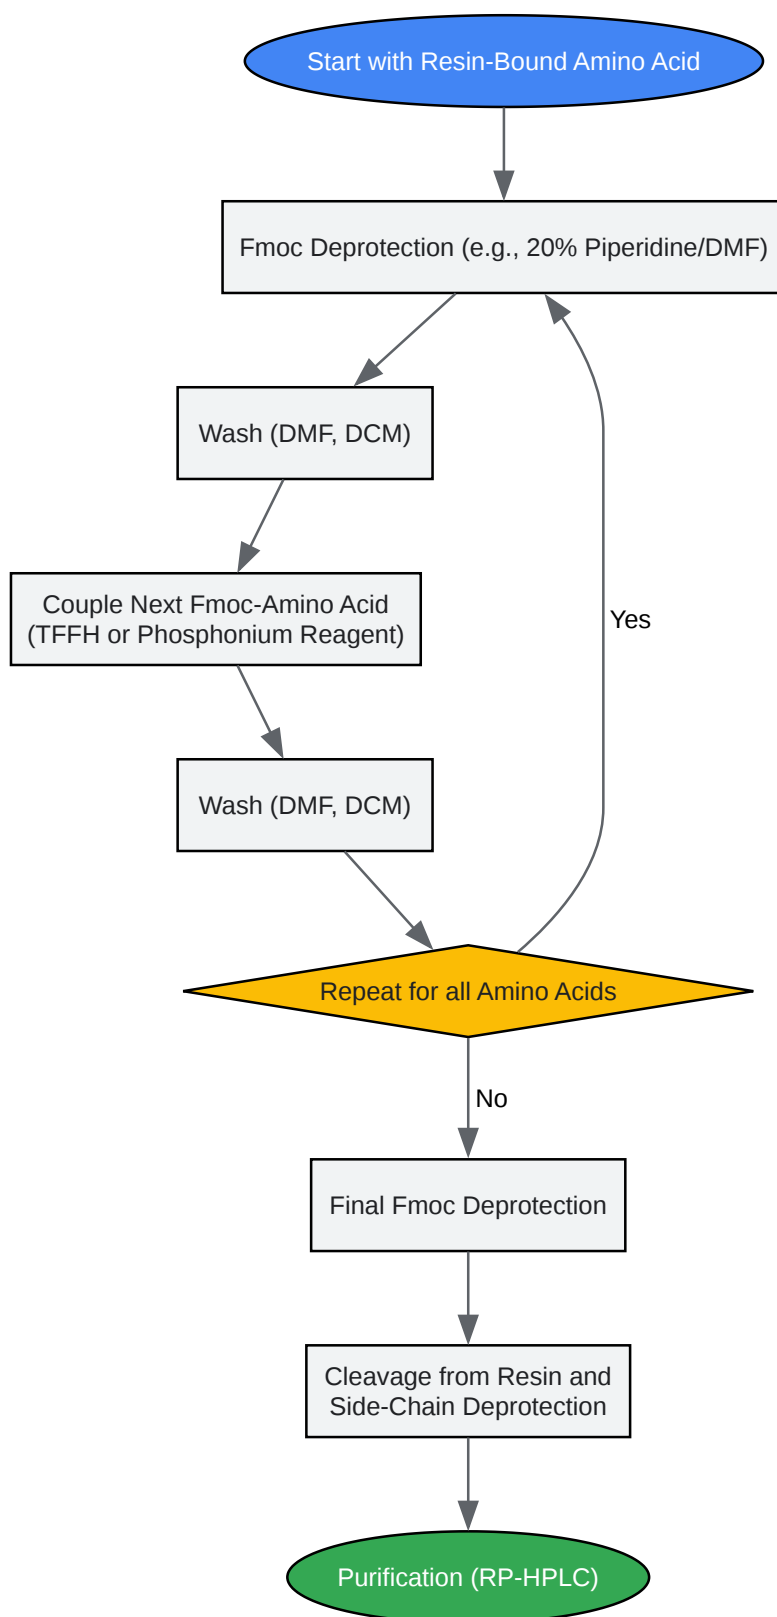 Start with Resin-Bound Amino Acid
Fmoc Deprotection (e.g., 20% Piperidine/DMF)
Wash (DMF, DCM)
Couple Next Fmoc-Amino Acid
(TFFH or Phosphonium Reagent)
Yes
Wash (DMF, DCM)
Repeat for all Amino Acids
No
Final Fmoc Deprotection
Cleavage from Resin and
Side-Chain Deprotection
Purification (RP-HPLC)